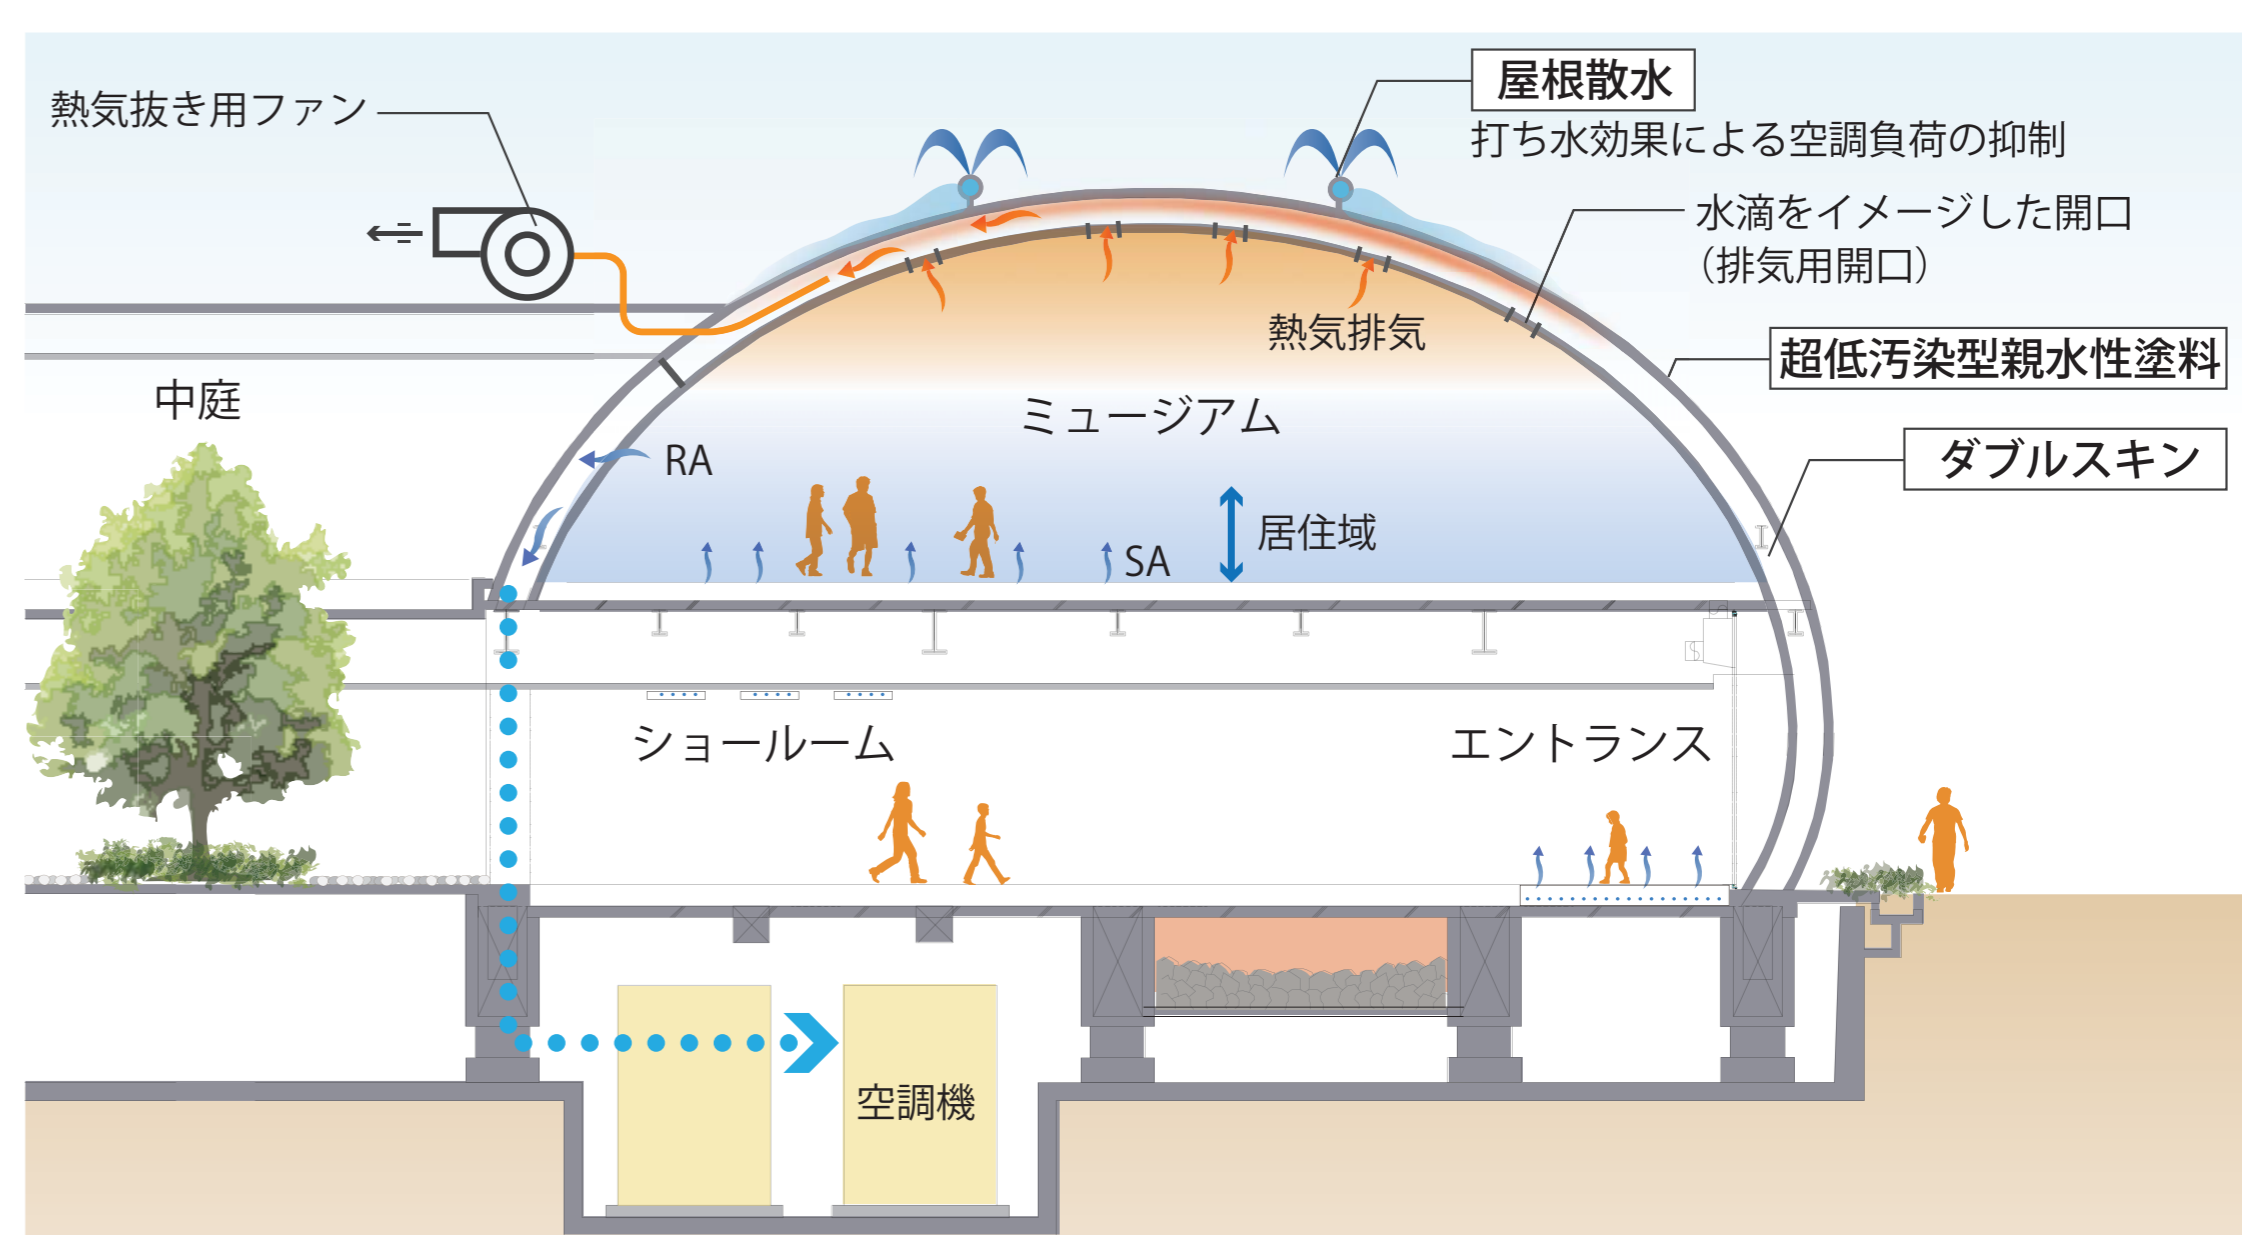 屋根散水
熱気抜き用ファン
打ち水効果による空調負荷の抑制
水滴をイメージした開口
（排気用開口）
熱気排気
超低汚染型親水性塗料
中庭
ミュージアム
RA
ダブルスキン
居住域
SA
ショールーム
エントランス
空調機